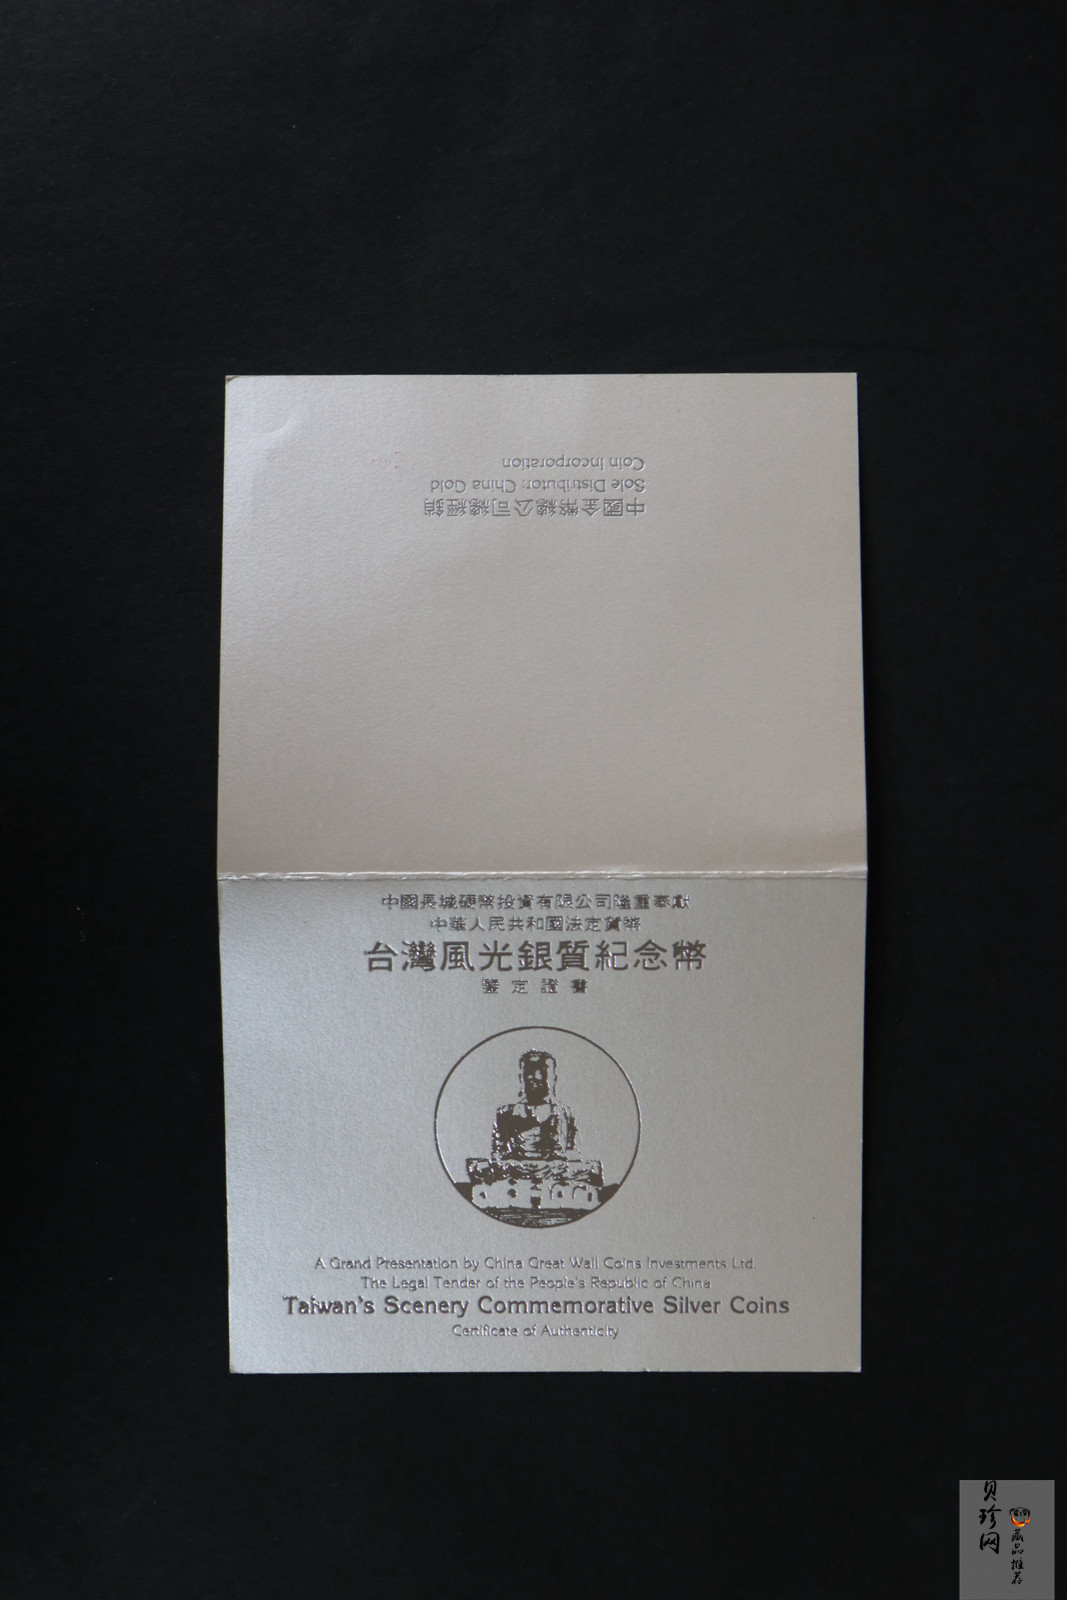 中國金幣總公司總經銷
Sole Distributor: China Gold
Coin Incorporation
中國長城硬幣投資有限公司隆重奉獻
中華人民共和國法定貨幣
台灣風光銀質紀念幣
鑒定證書
A Grand Presentation by China Great Wall Coins Investments Ltd.
The Legal Tender of the People's Republic of China
Taiwan's Scenery Commemorative Silver Coins
Certificate of Authenticity
贝珍网
藏品推荐